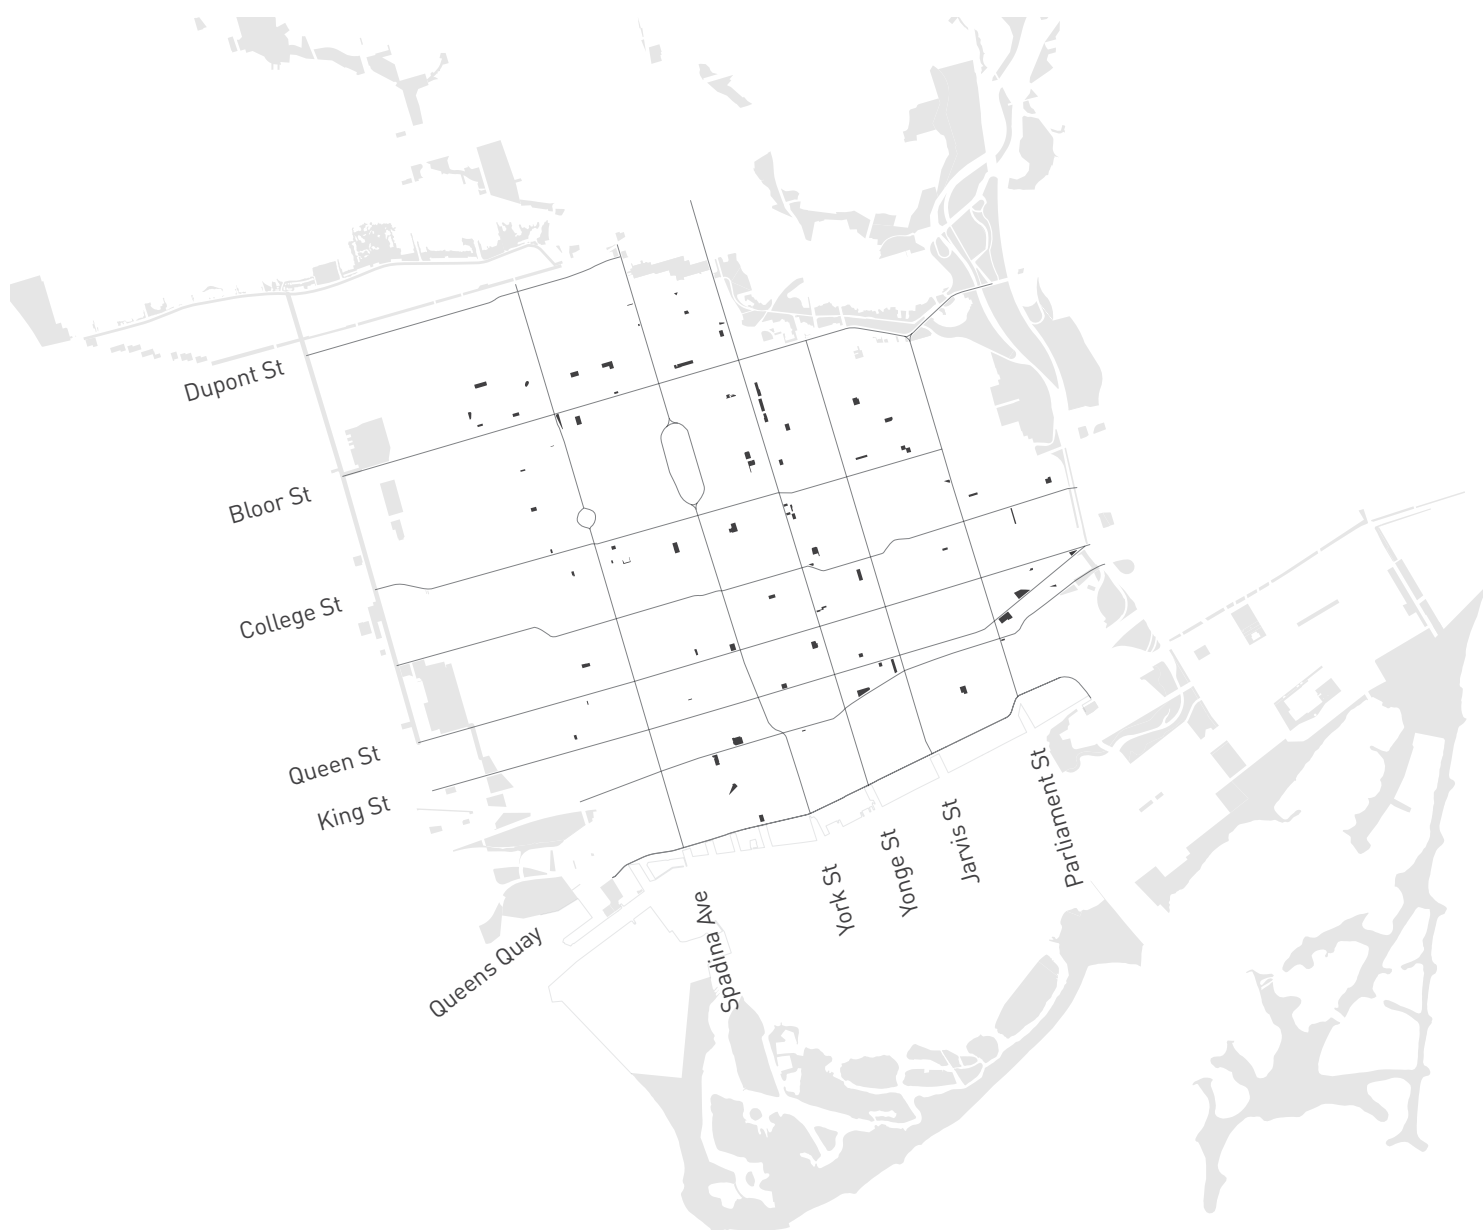 Dupont St
Bloor St
College St
Queen St
King St
Queens Quay
Spadina Ave
York St
Yonge St
Jarvis St
Parliament St